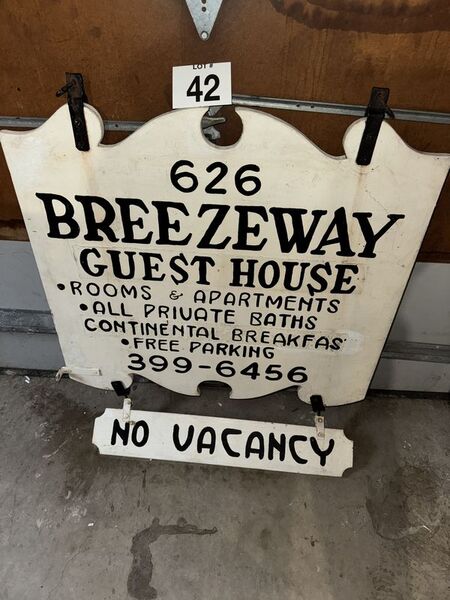 LOT #
42
626
BREEZEWAY
GUEST HOUSE
•ROOMS & APARTMENTS
•ALL PRIVATE BATHS
CONTINENTAL BREAKFAS
•FREE PARKING
399-6456
NO VACANCY